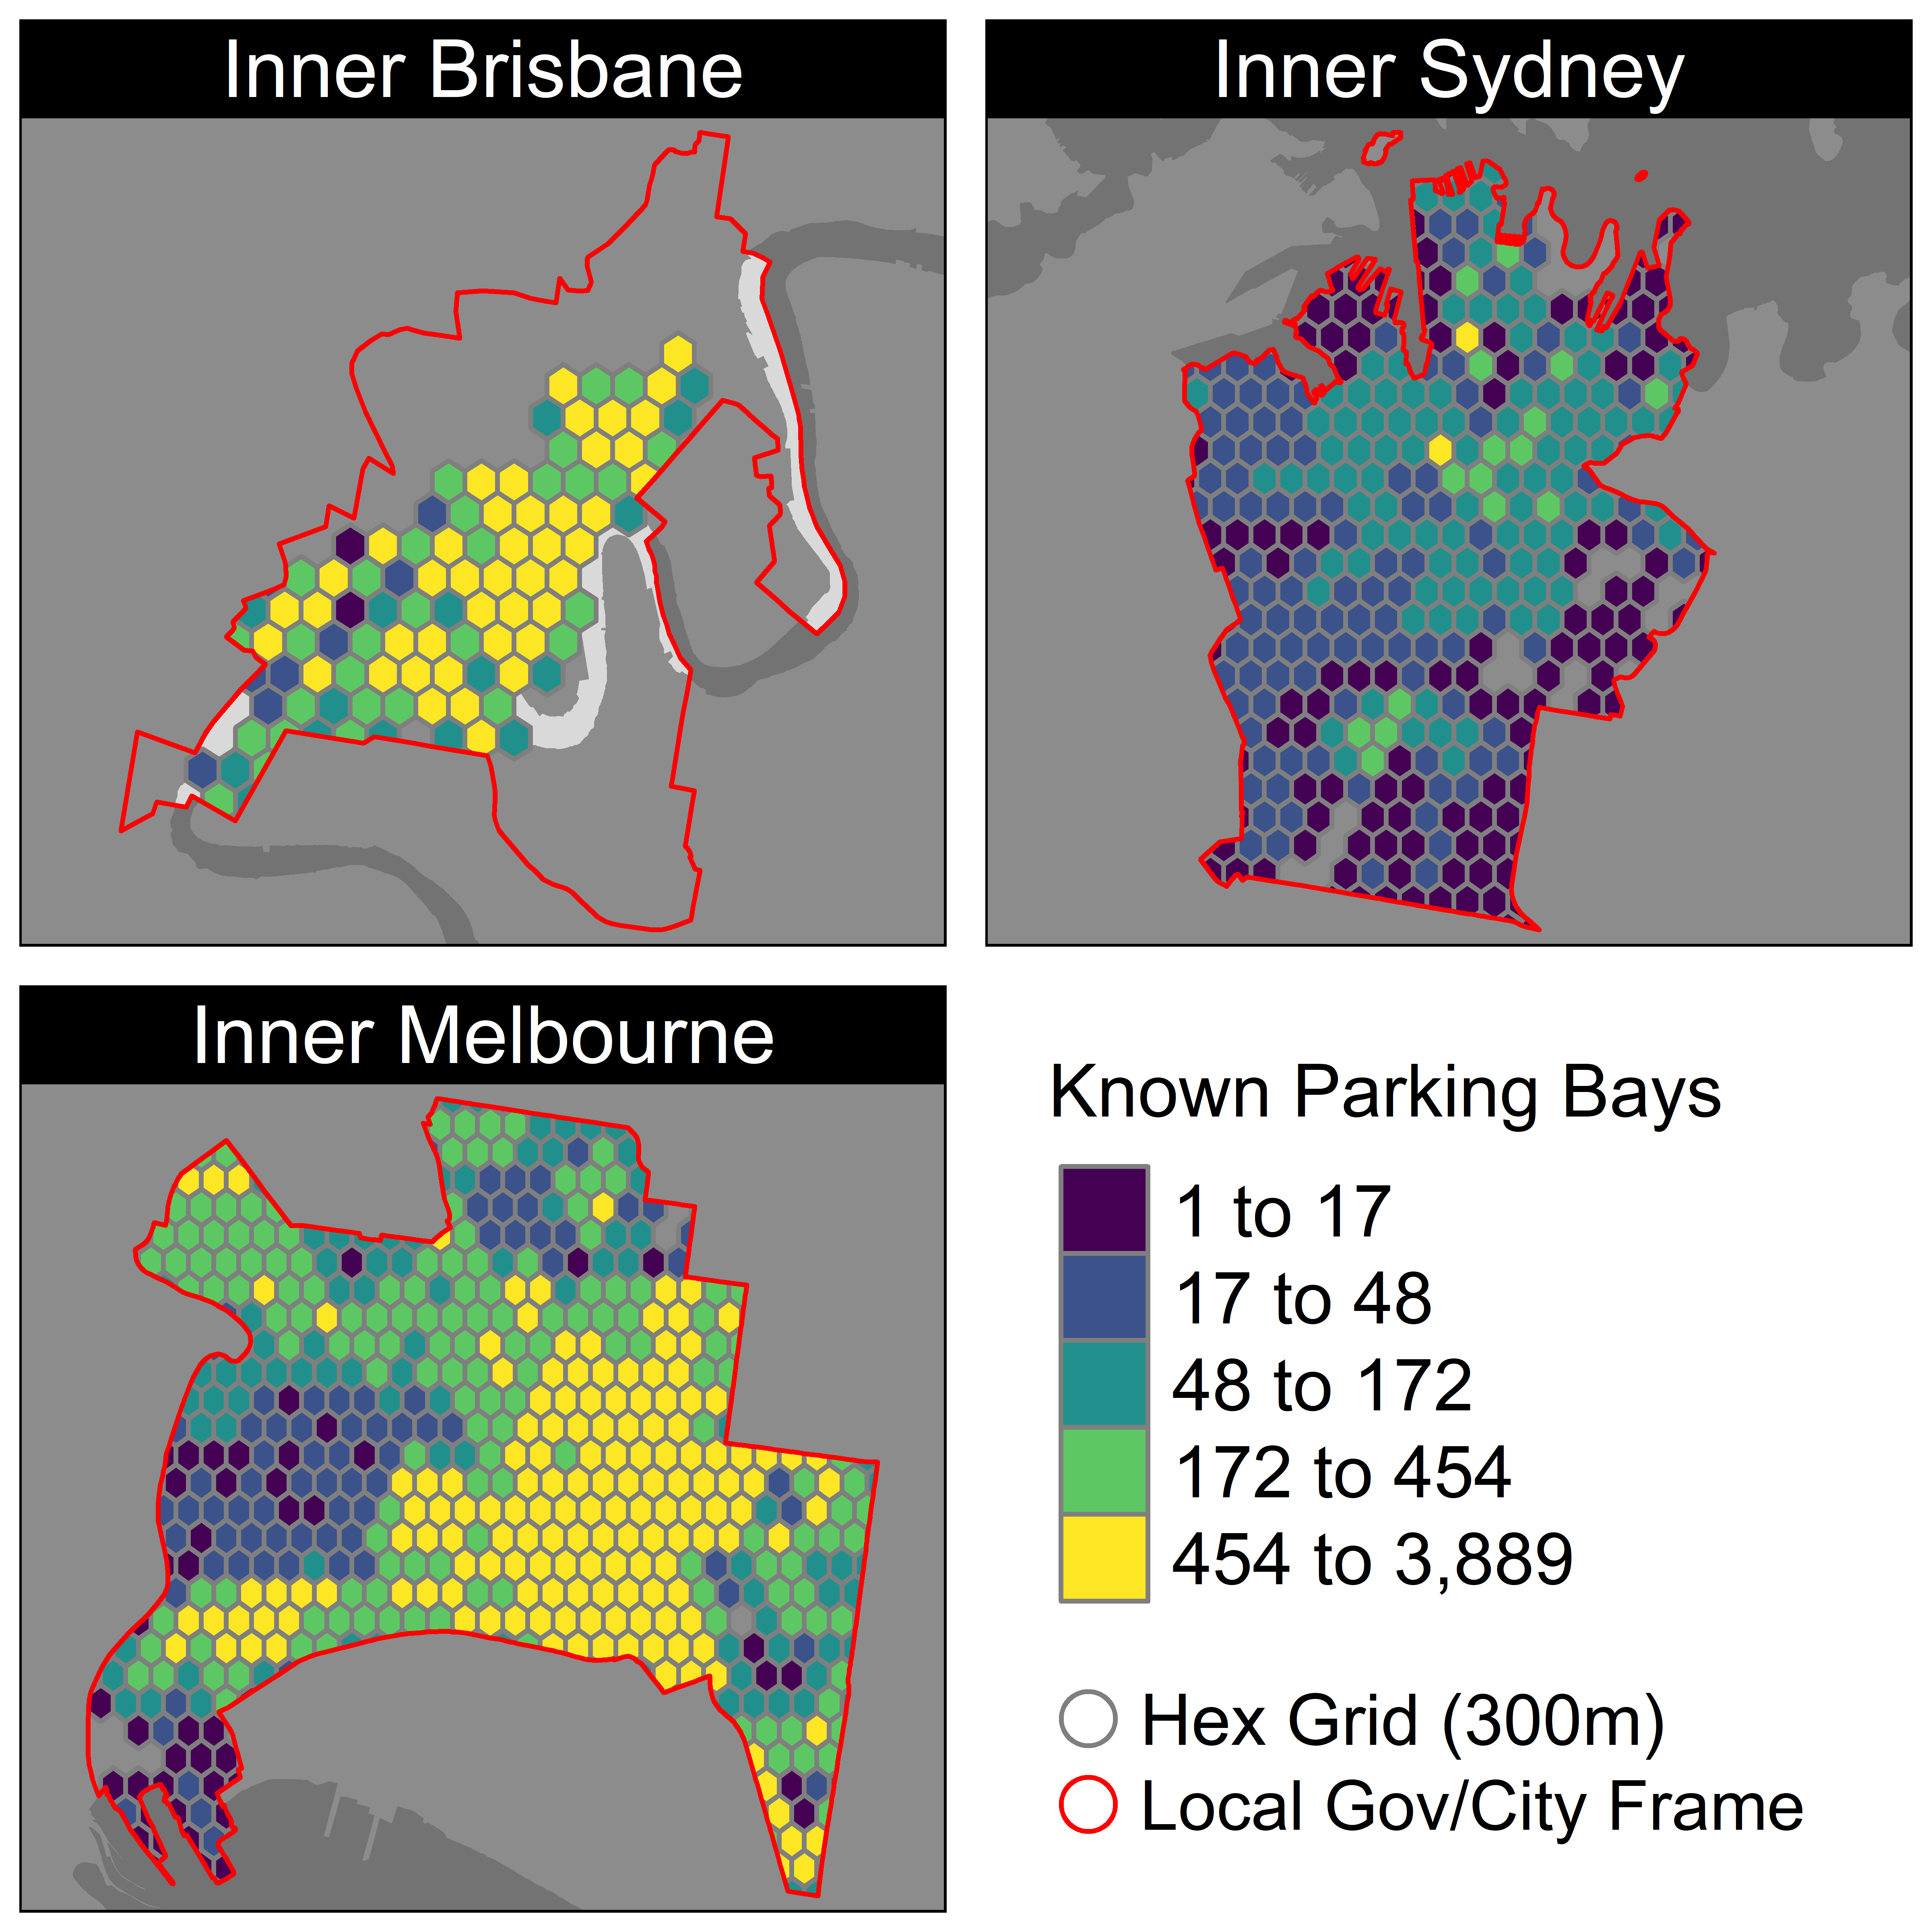 Inner Brisbane
Inner Sydney
Inner Melbourne
Known Parking Bays
1 to 17
17 to 48
48 to 172
172 to 454
454 to 3,889
Hex Grid (300m)
Local Gov/City Frame